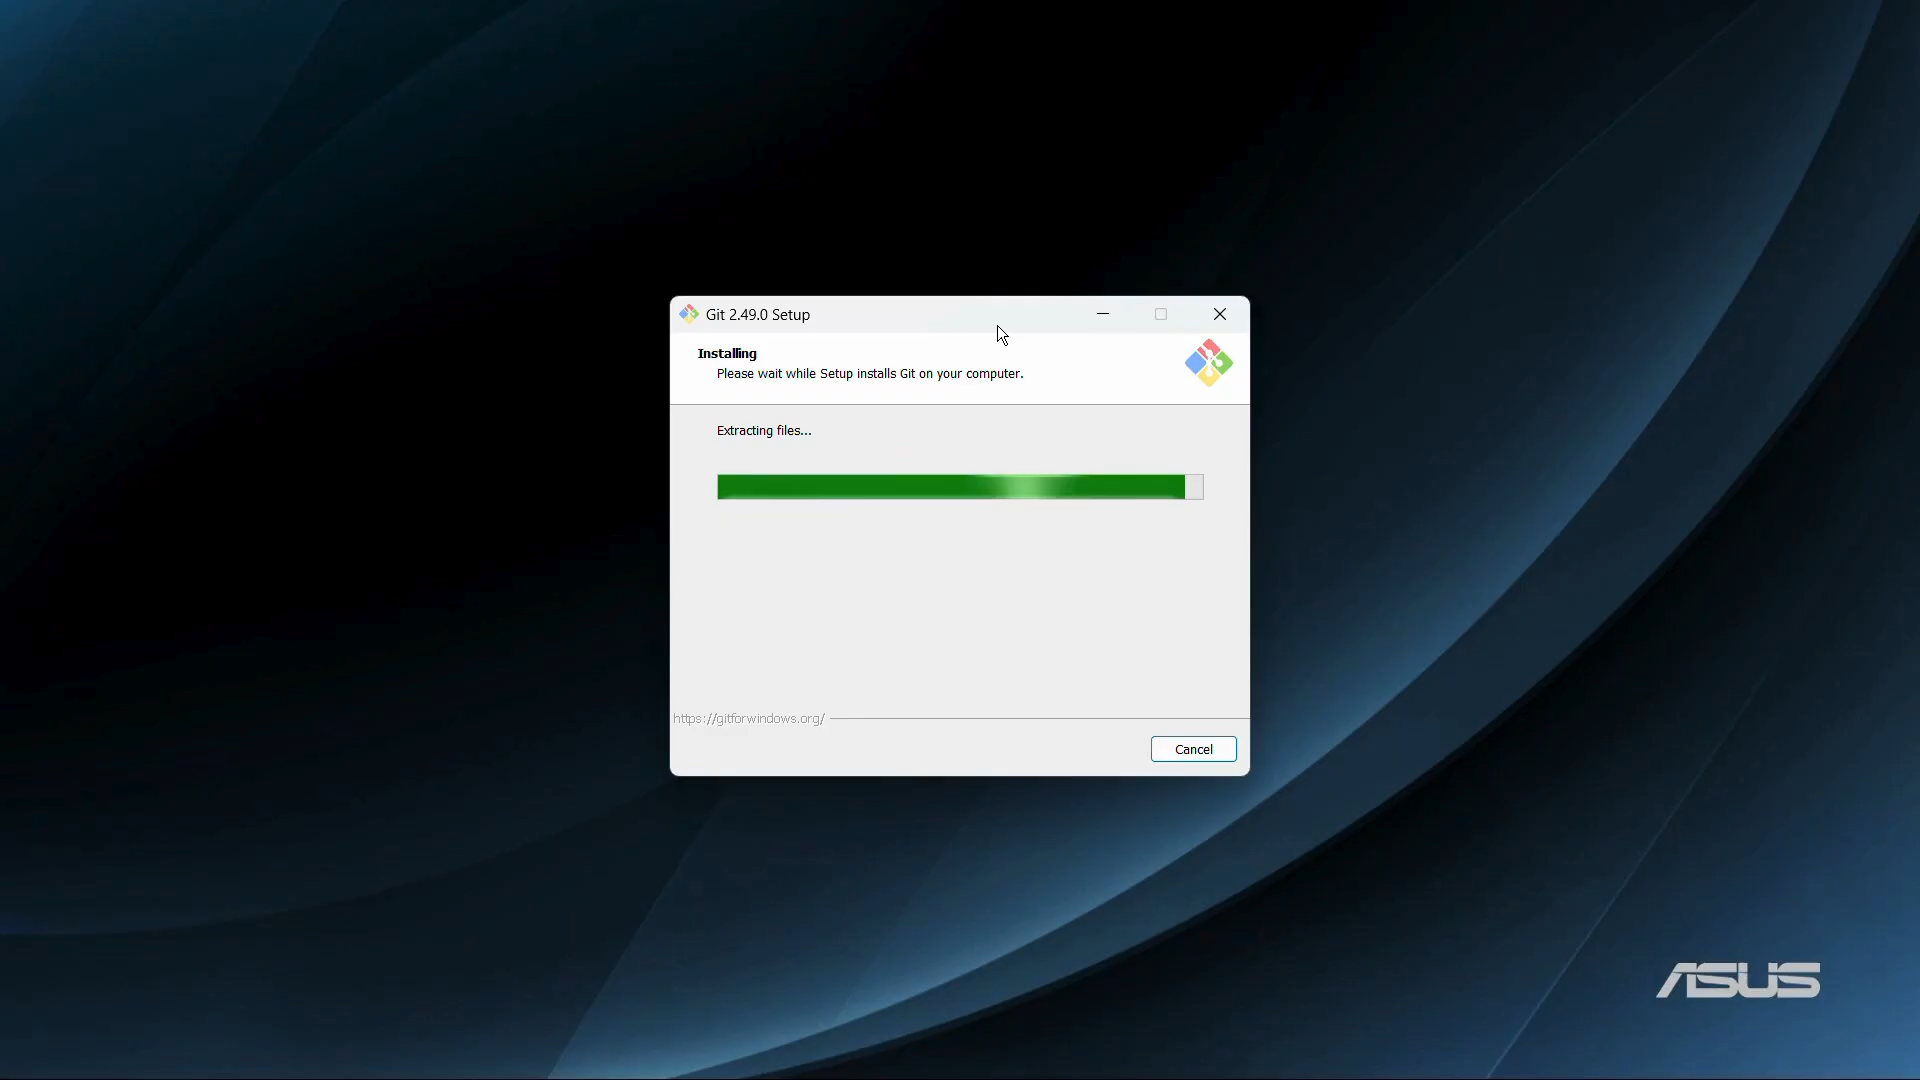 Git 2.49.0 Setup
Installing
Please wait while Setup installs Git on your computer.
Extracting files...
https://gitforwindows.org/
Cancel
ASUS